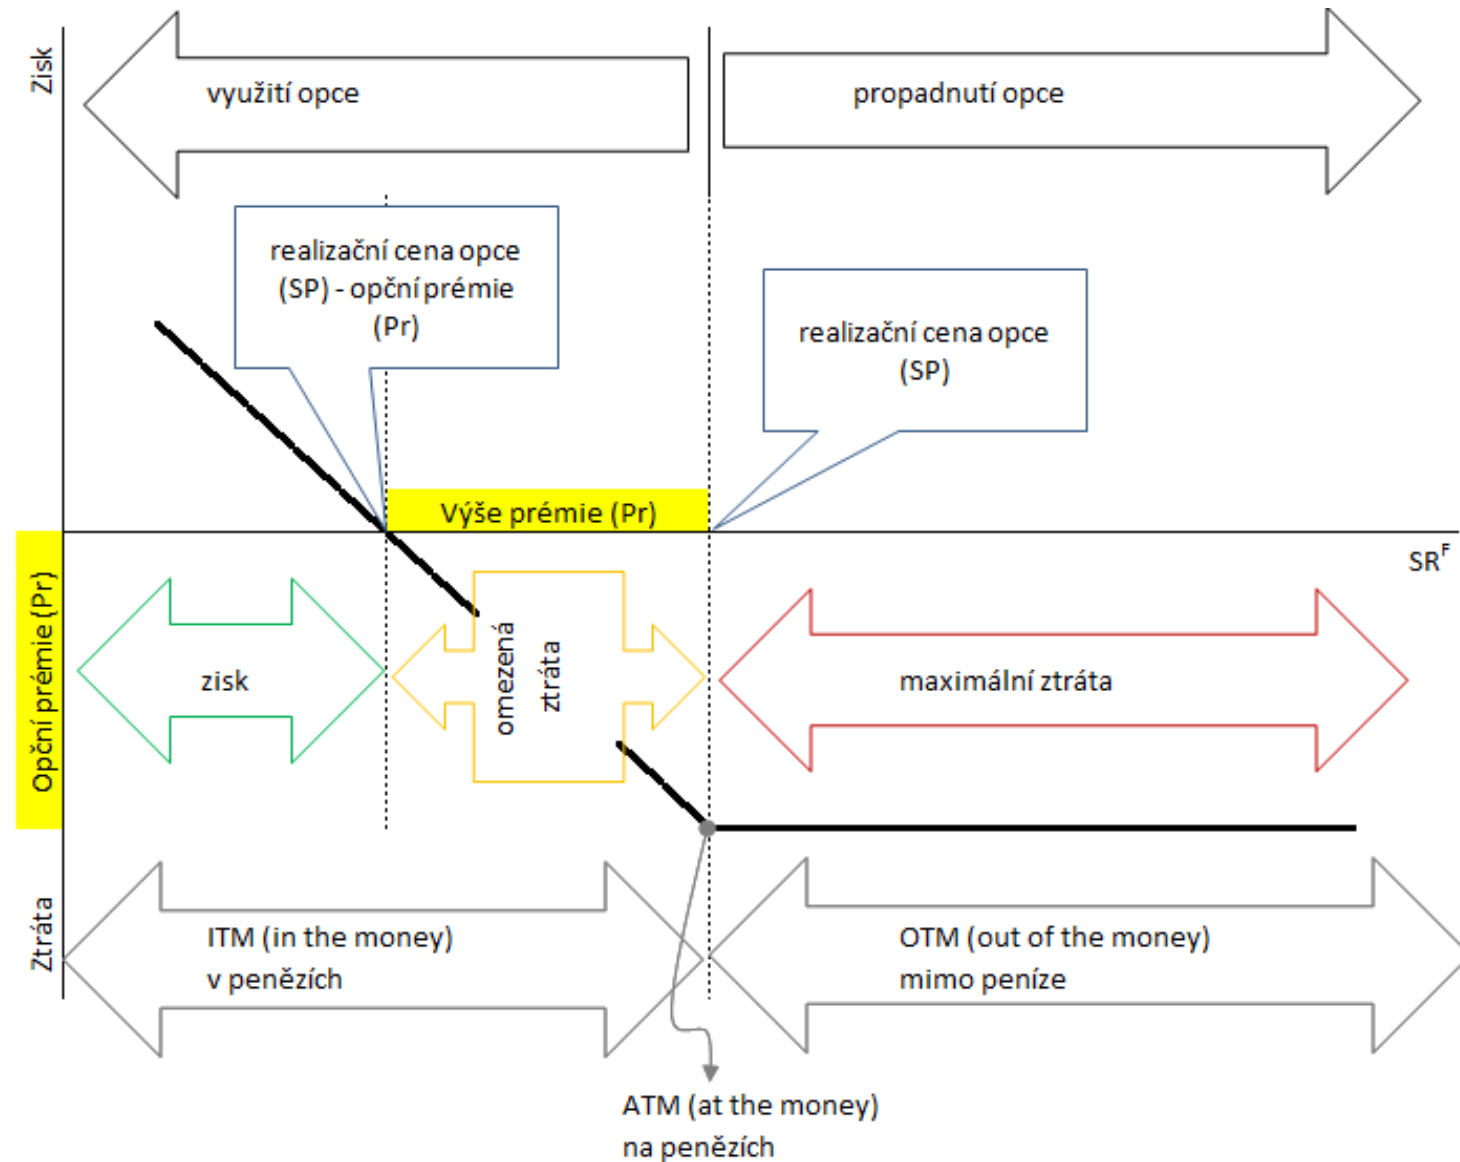 Zisk
využití opce
propadnutí opce
realizační cena opce
(SP) - opční prémie
(Pr)
realizační cena opce
(SP)
Výše prémie (Pr)
SRF
Opční prémie (Pr)
zisk
omezená
ztráta
maximální ztráta
Ztráta
ITM (in the money)
v penězích
OTM (out of the money)
mimo peníze
ATM (at the money)
na penězích